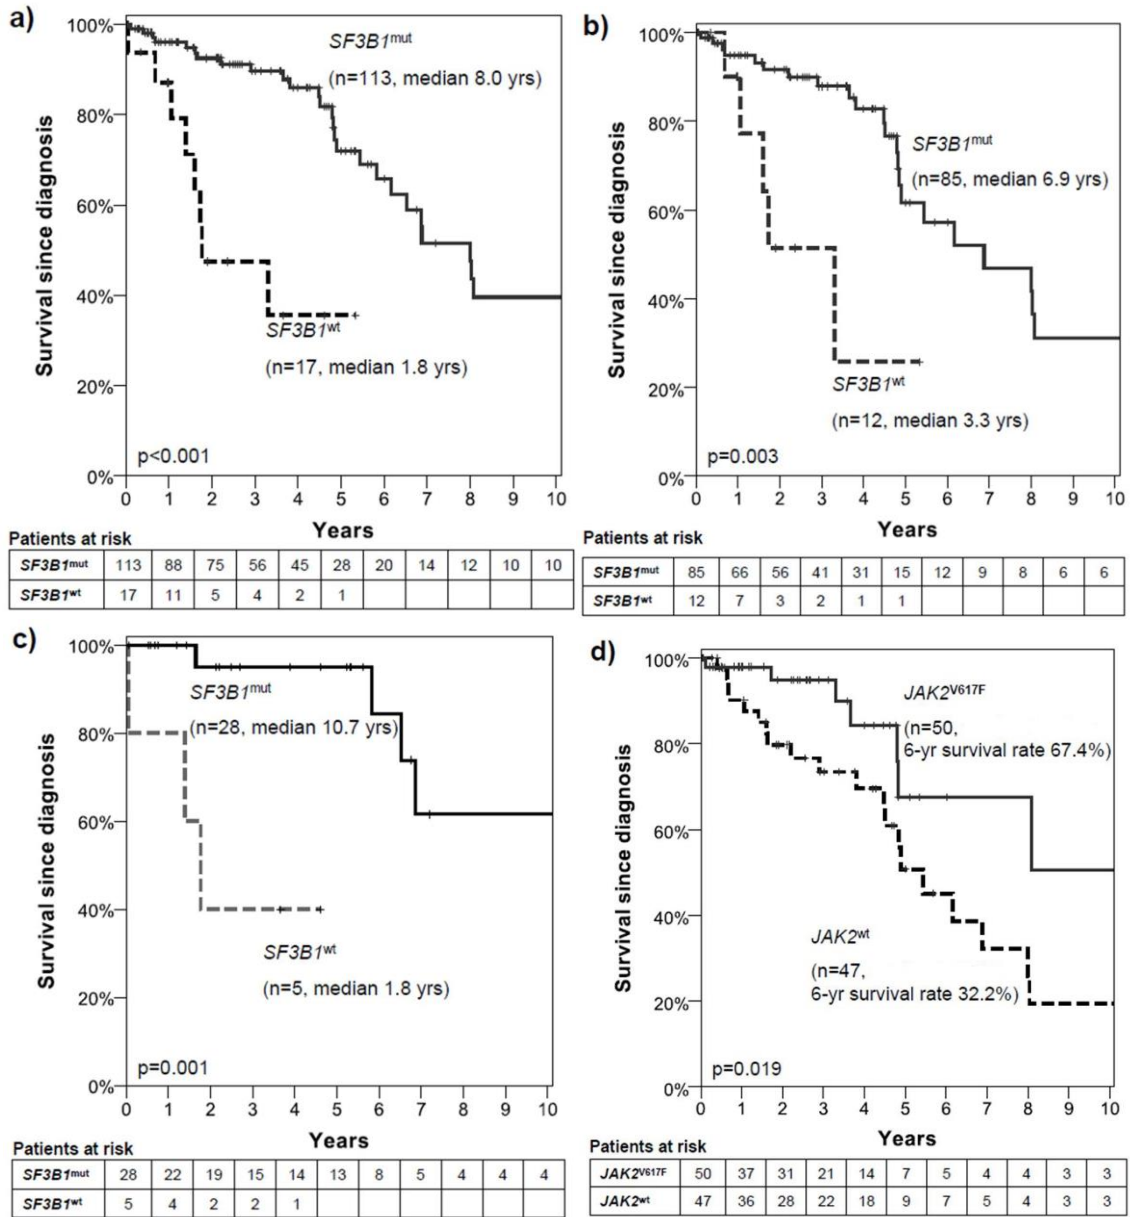 a)
100%
80%
60%
40%
20%
0%
Survival since diagnosis
SF3B1mut
(n=113, median 8.0 yrs)
SF3B1wt
(n=17, median 1.8 yrs)
p<0.001
0 1 2 3 4 5 6 7 8 9 10
Years
Patients at risk
SF3B1mut 113 88 75 56 45 28 20 14 12 10 10
SF3B1wt 17 11 5 4 2 1
b)
100%
80%
60%
40%
20%
0%
Survival since diagnosis
SF3B1mut
(n=85, median 6.9 yrs)
SF3B1wt
(n=12, median 3.3 yrs)
p=0.003
0 1 2 3 4 5 6 7 8 9 10
Years
Patients at risk
SF3B1mut 85 66 56 41 31 15 12 9 8 6 6
SF3B1wt 12 7 3 2 1 1
c)
100%
80%
60%
40%
20%
0%
Survival since diagnosis
SF3B1mut
(n=28, median 10.7 yrs)
SF3B1wt
(n=5, median 1.8 yrs)
p=0.001
0 1 2 3 4 5 6 7 8 9 10
Years
Patients at risk
SF3B1mut 28 22 19 15 14 13 8 5 4 4 4
SF3B1wt 5 4 2 2 1
d)
100%
80%
60%
40%
20%
0%
Survival since diagnosis
JAK2V617F
(n=50,
6-yr survival rate 67.4%)
JAK2wt
(n=47,
6-yr survival rate 32.2%)
p=0.019
0 1 2 3 4 5 6 7 8 9 10
Years
Patients at risk
JAK2V617F 50 37 31 21 14 7 5 4 4 3 3
JAK2wt 47 36 28 22 18 9 7 5 4 3 3